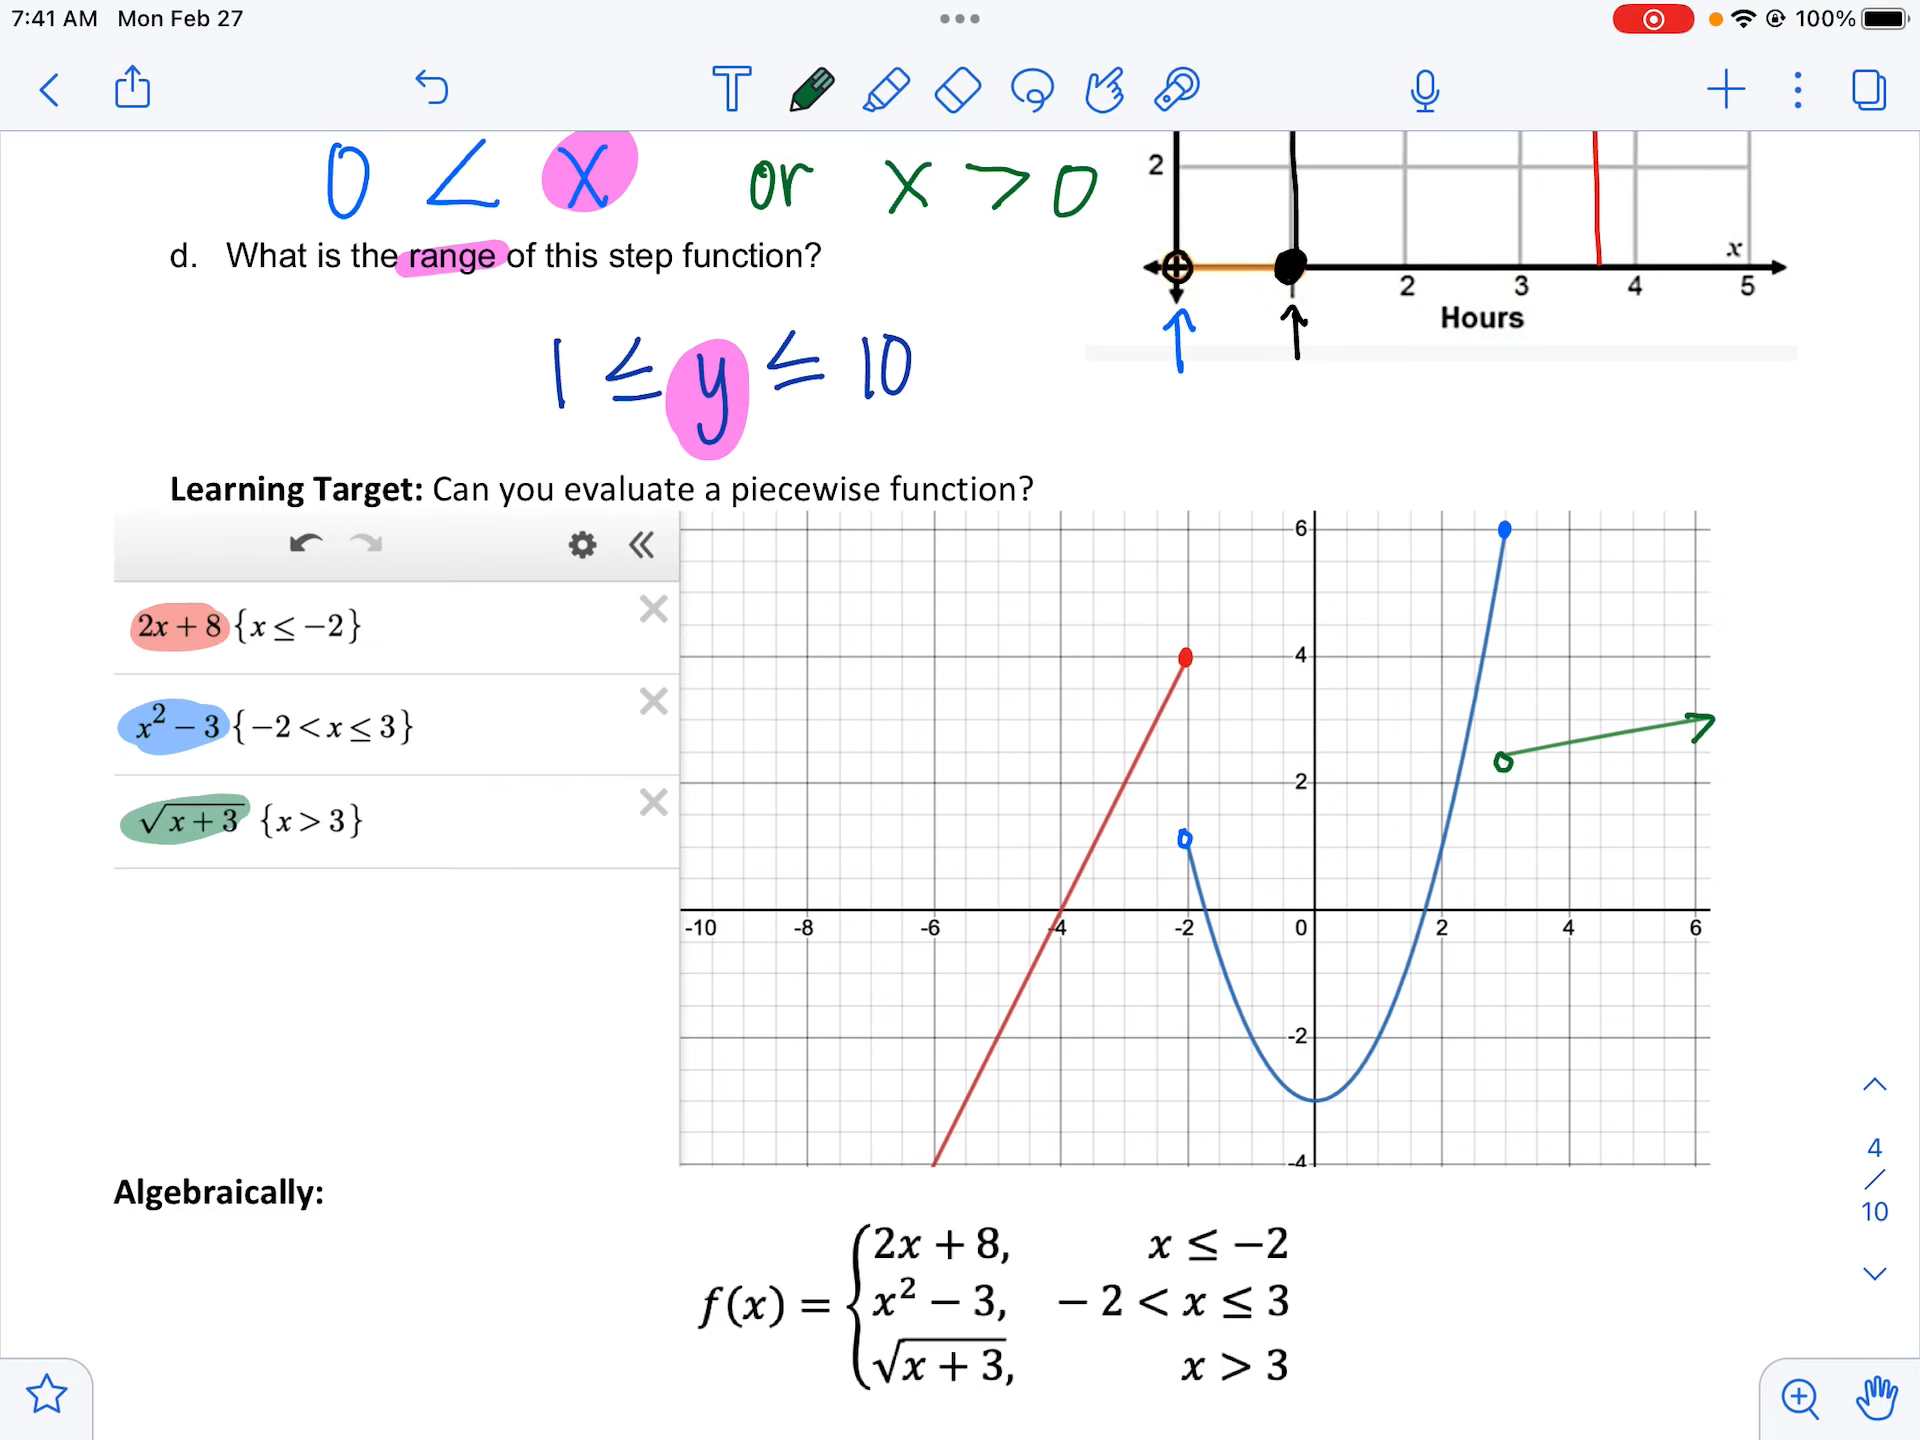 7:41 AM Mon Feb 27
100%
T
0 < x or x > 0
2
x
2 3 4 5
Hours
d. What is the range of this step function?
1 ≤ y ≤ 10
Learning Target: Can you evaluate a piecewise function?
2x + 8 {x ≤ −2}
x² − 3 {−2 < x ≤ 3}
√(x + 3) {x > 3}
6
4
2
-10 -8 -6 -4 -2 0 2 4 6
-2
-4
4
/
10
Algebraically:
f(x) = { 2x + 8, x ≤ −2
x² − 3, − 2 < x ≤ 3
√(x + 3), x > 3